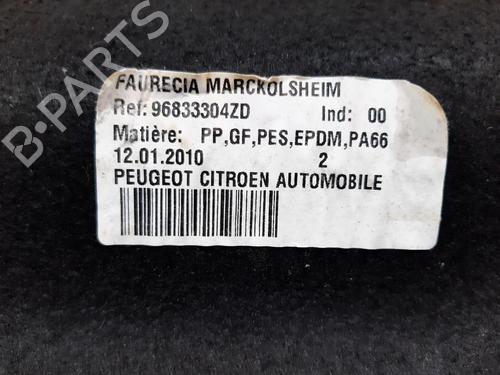 FAURECIA MARCKOLSHEIM
Ref: 96833304ZD Ind: 00
Matière: PP,GF,PES,EPDM,PA66
12.01.2010 2
PEUGEOT CITROEN AUTOMOBILE
B-PARTS